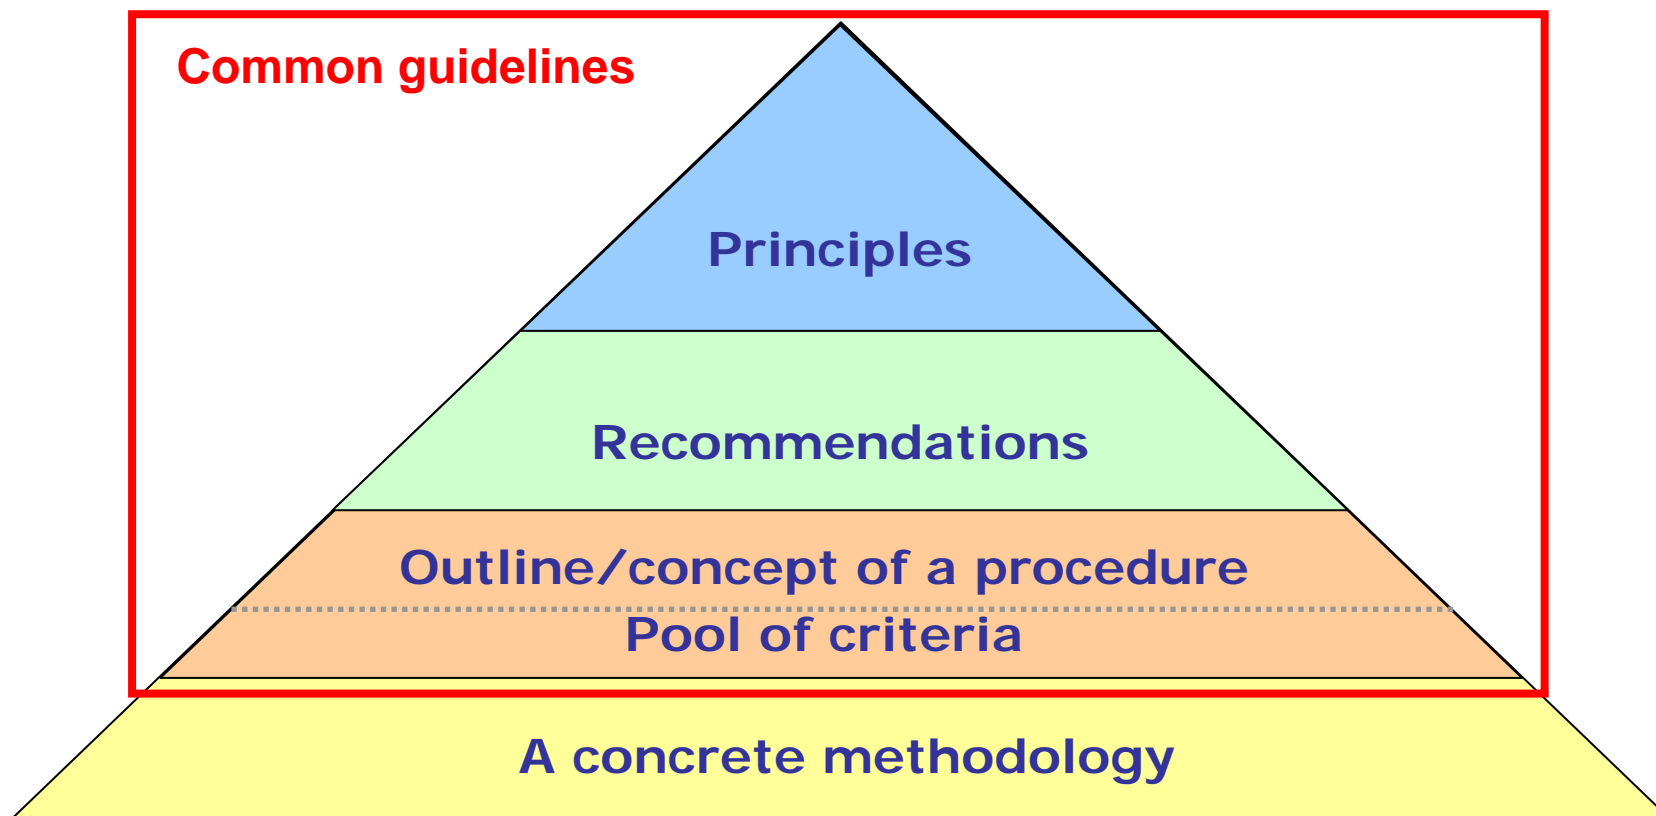 Common guidelines
Principles
Recommendations
Outline/concept of a procedure
Pool of criteria
A concrete methodology